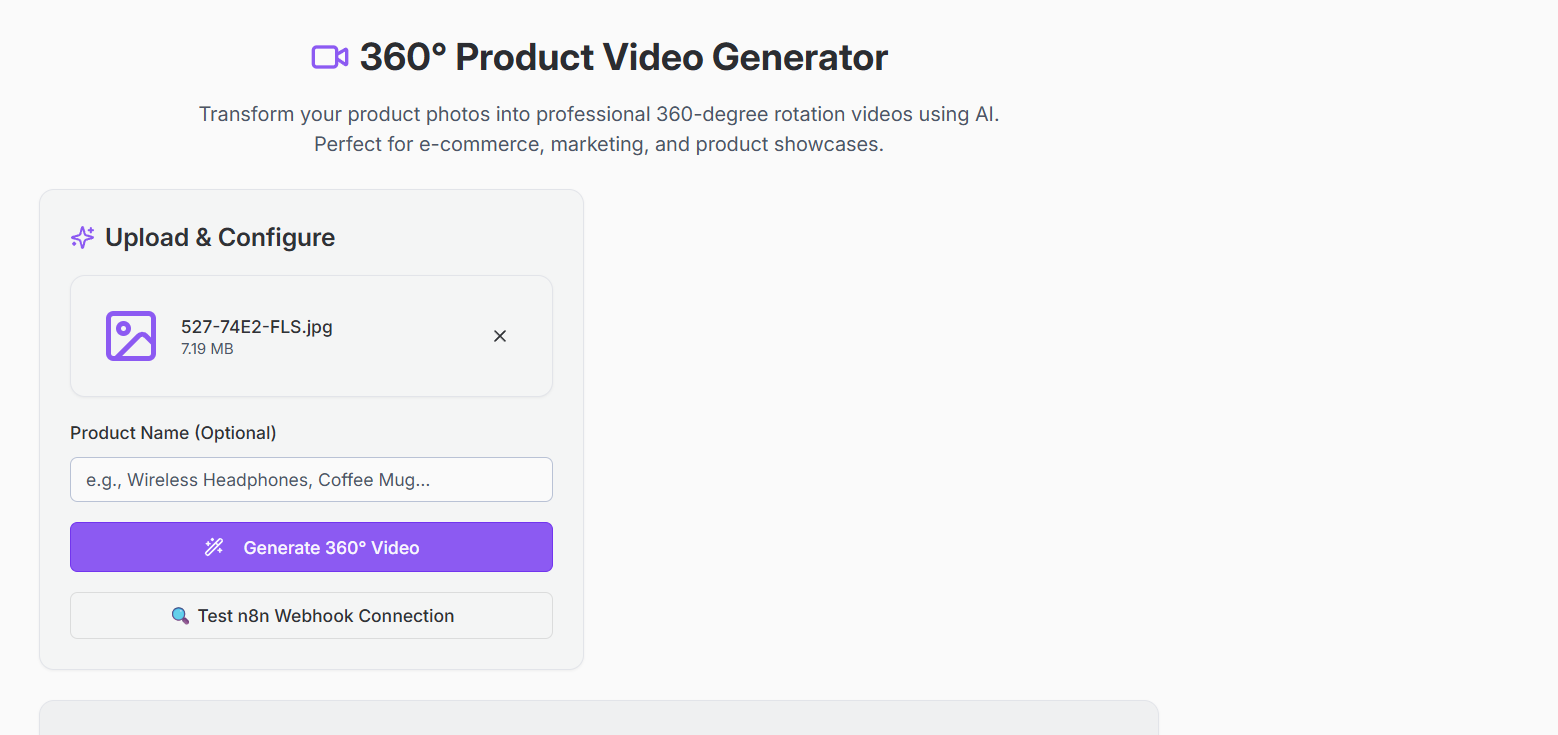 360° Product Video Generator
Transform your product photos into professional 360-degree rotation videos using AI.
Perfect for e-commerce, marketing, and product showcases.
Upload & Configure
527-74E2-FLS.jpg
7.19 MB
Product Name (Optional)
e.g., Wireless Headphones, Coffee Mug...
Generate 360° Video
Test n8n Webhook Connection